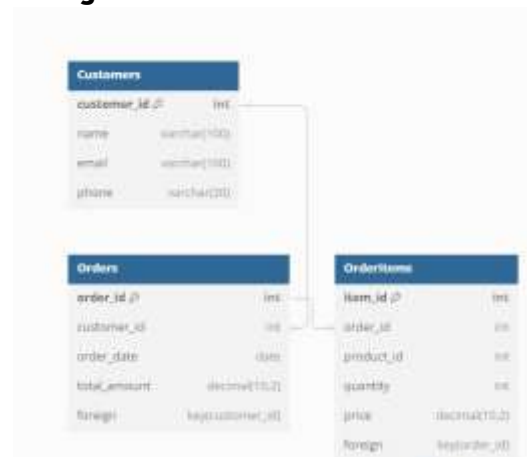 Customers
customer_id int
name varchar(100)
email varchar(100)
phone varchar(20)
Orders
order_id int
customer_id int
order_date date
total_amount decimal(10,2)
foreign key(customer_id)
OrderItems
item_id int
order_id int
product_id int
quantity int
price decimal(10,2)
foreign key(order_id)